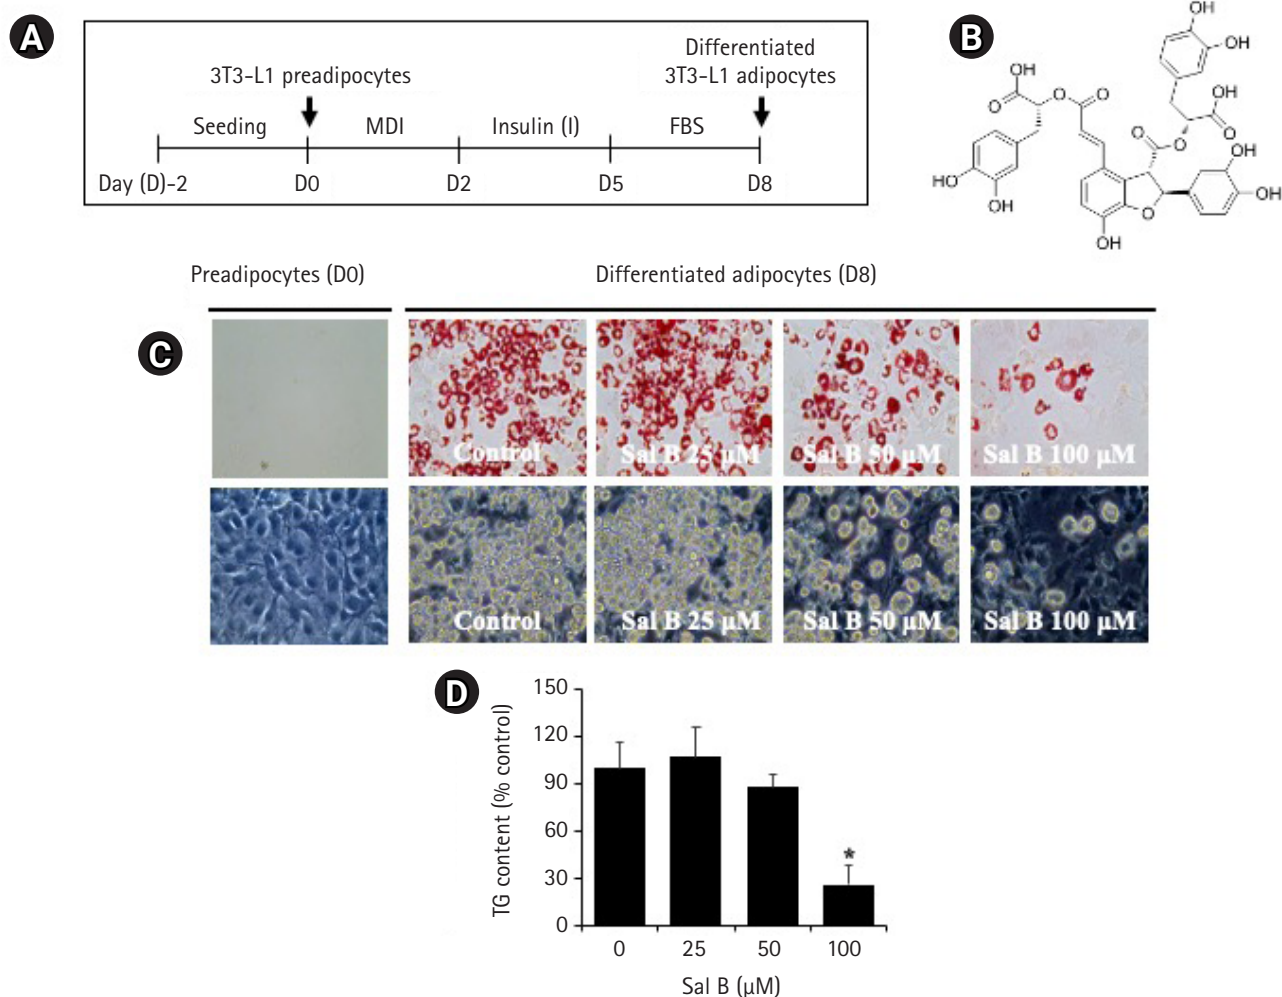 A
3T3-L1 preadipocytes
Differentiated
3T3-L1 adipocytes
Seeding
MDI
Insulin (I)
FBS
Day (D)-2
D0
D2
D5
D8
B
OH
OH
OH
O
O
O
OH
O
O
O
OH
OH
HO
OH
O
OH
Preadipocytes (D0)
Differentiated adipocytes (D8)
C
Control
Sal B 25 μM
Sal B 50 μM
Sal B 100 μM
Control
Sal B 25 μM
Sal B 50 μM
Sal B 100 μM
D
TG content (% control)
150
120
90
60
30
0
*
0
25
50
100
Sal B (μM)